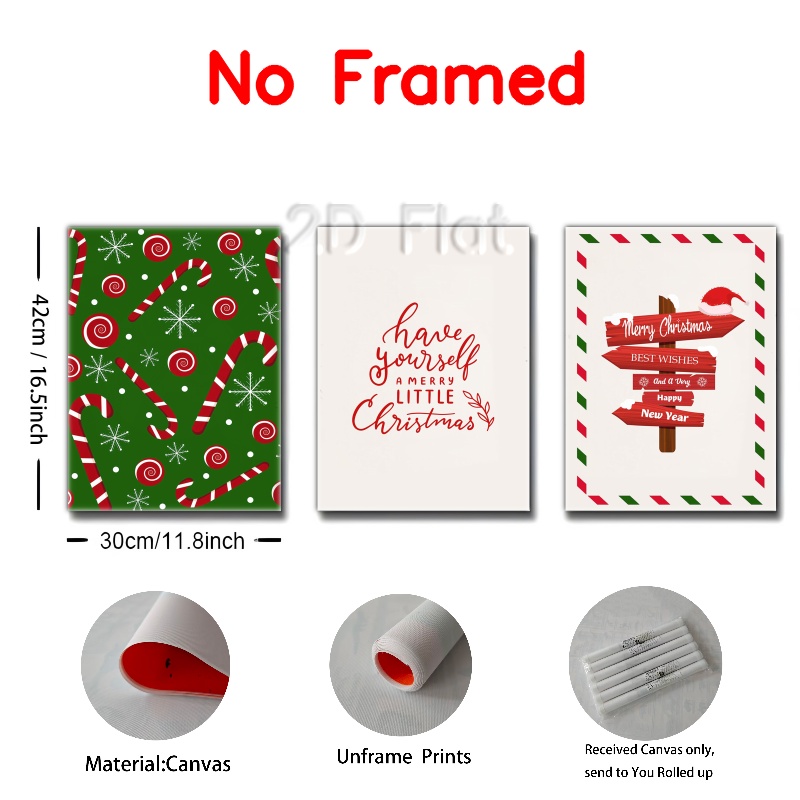 No Framed
2D Flat
42cm / 16.5inch
30cm/11.8inch
have
yourself
A MERRY
LITTLE
Christmas
Merry Christmas
BEST WISHES
And A Very
Happy
New Year
Material:Canvas
Unframe Prints
Received Canvas only,
send to You Rolled up